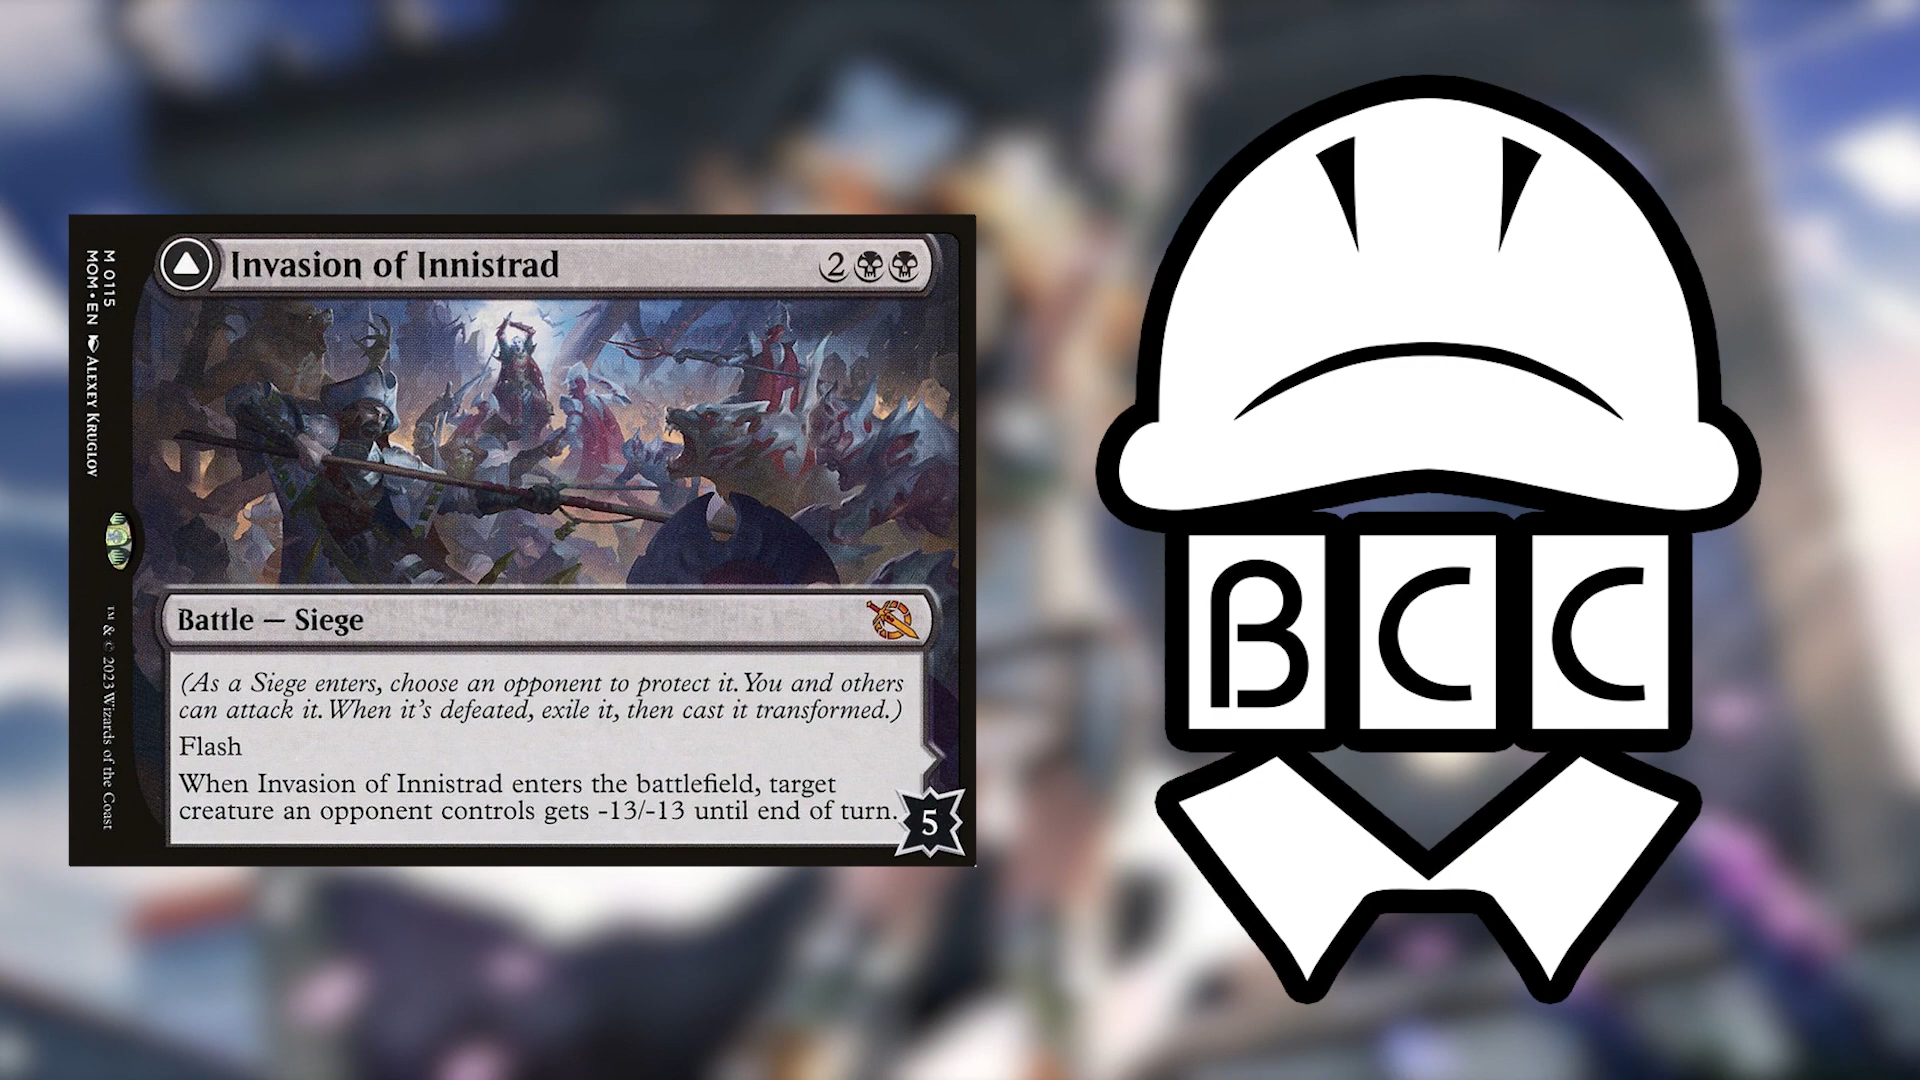 Invasion of Innistrad
2
M 0115
MOM • EN ALEXEY KRUGLOV
Battle — Siege
(As a Siege enters, choose an opponent to protect it. You and others
can attack it. When it's defeated, exile it, then cast it transformed.)
Flash
When Invasion of Innistrad enters the battlefield, target
creature an opponent controls gets -13/-13 until end of turn.
5
™ & © 2023 Wizards of the Coast
BCC